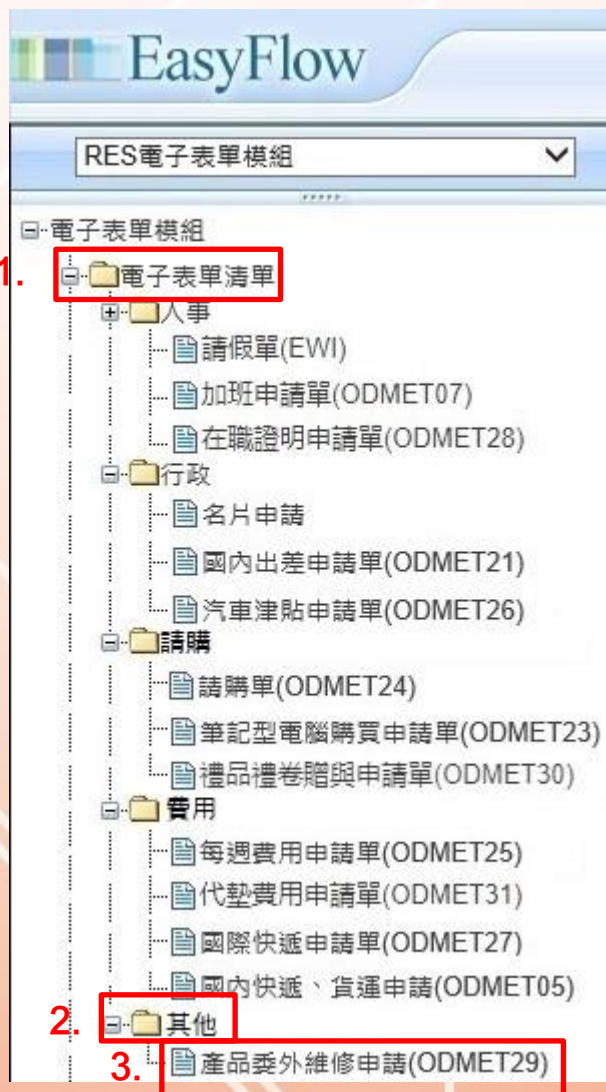 EasyFlow
RES電子表單模組
電子表單模組
1. 電子表單清單
人事
請假單(EWI)
加班申請單(ODMET07)
在職證明申請單(ODMET28)
行政
名片申請
國內出差申請單(ODMET21)
汽車津貼申請單(ODMET26)
請購
請購單(ODMET24)
筆記型電腦購買申請單(ODMET23)
禮品禮卷贈與申請單(ODMET30)
費用
每週費用申請單(ODMET25)
代墊費用申請單(ODMET31)
國際快遞申請單(ODMET27)
國內快遞、貨運申請(ODMET05)
2. 其他
3. 產品委外維修申請(ODMET29)